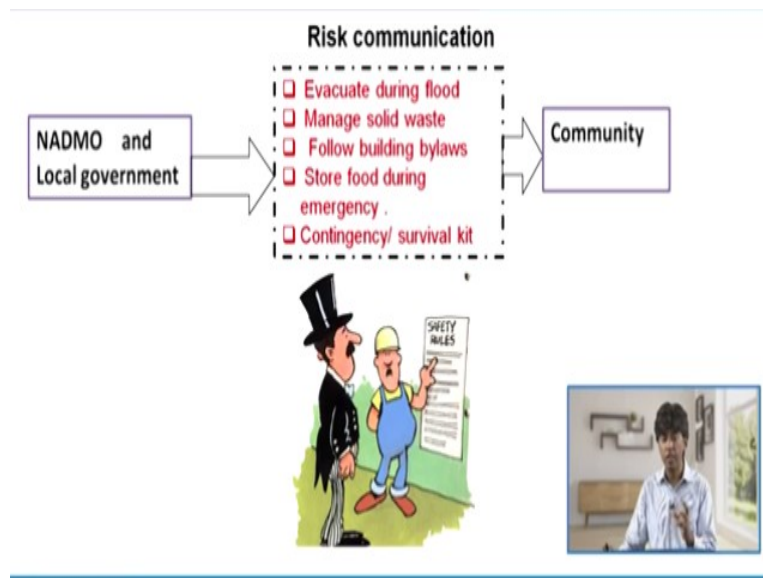 Risk communication
NADMO and
Local government
❑ Evacuate during flood
❑ Manage solid waste
❑ Follow building bylaws
❑ Store food during
emergency .
❑ Contingency/ survival kit
Community
SAFETY
RULES